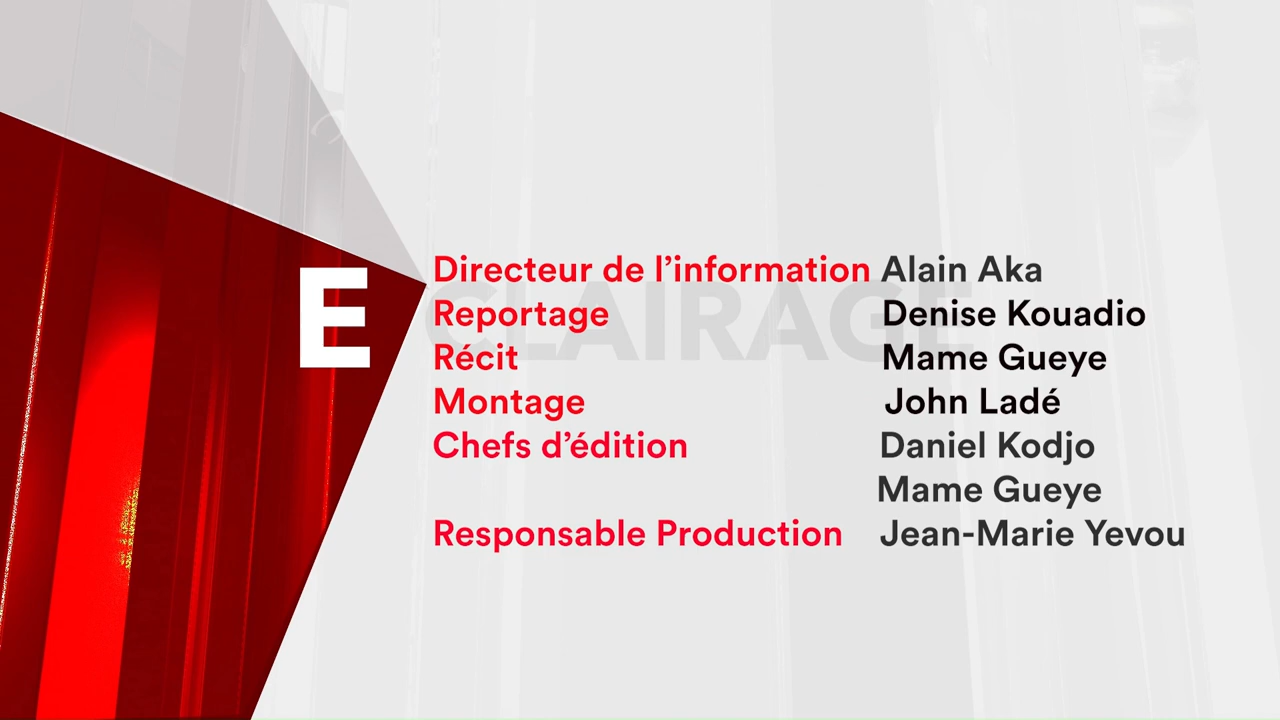 Directeur de l’information Alain Aka
Reportage Denise Kouadio
Récit Mame Gueye
Montage John Ladé
Chefs d’édition Daniel Kodjo
Mame Gueye
Responsable Production Jean-Marie Yevou
ECLAIRAGE